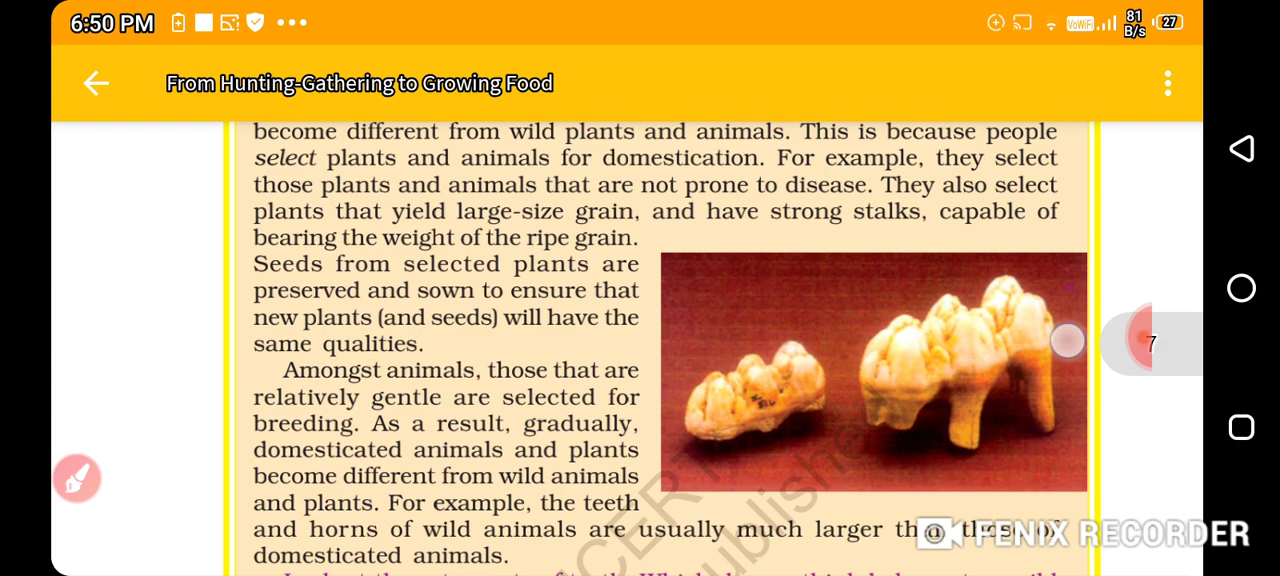 6:50 PM
VoWiFi
81
B/s
27
From Hunting-Gathering to Growing Food
become different from wild plants and animals. This is because people
select plants and animals for domestication. For example, they select
those plants and animals that are not prone to disease. They also select
plants that yield large-size grain, and have strong stalks, capable of
bearing the weight of the ripe grain.
Seeds from selected plants are
preserved and sown to ensure that
new plants (and seeds) will have the
same qualities.
Amongst animals, those that are
relatively gentle are selected for
breeding. As a result, gradually,
domesticated animals and plants
become different from wild animals
and plants. For example, the teeth
and horns of wild animals are usually much larger than those of
domesticated animals.
7
FENIX RECORDER